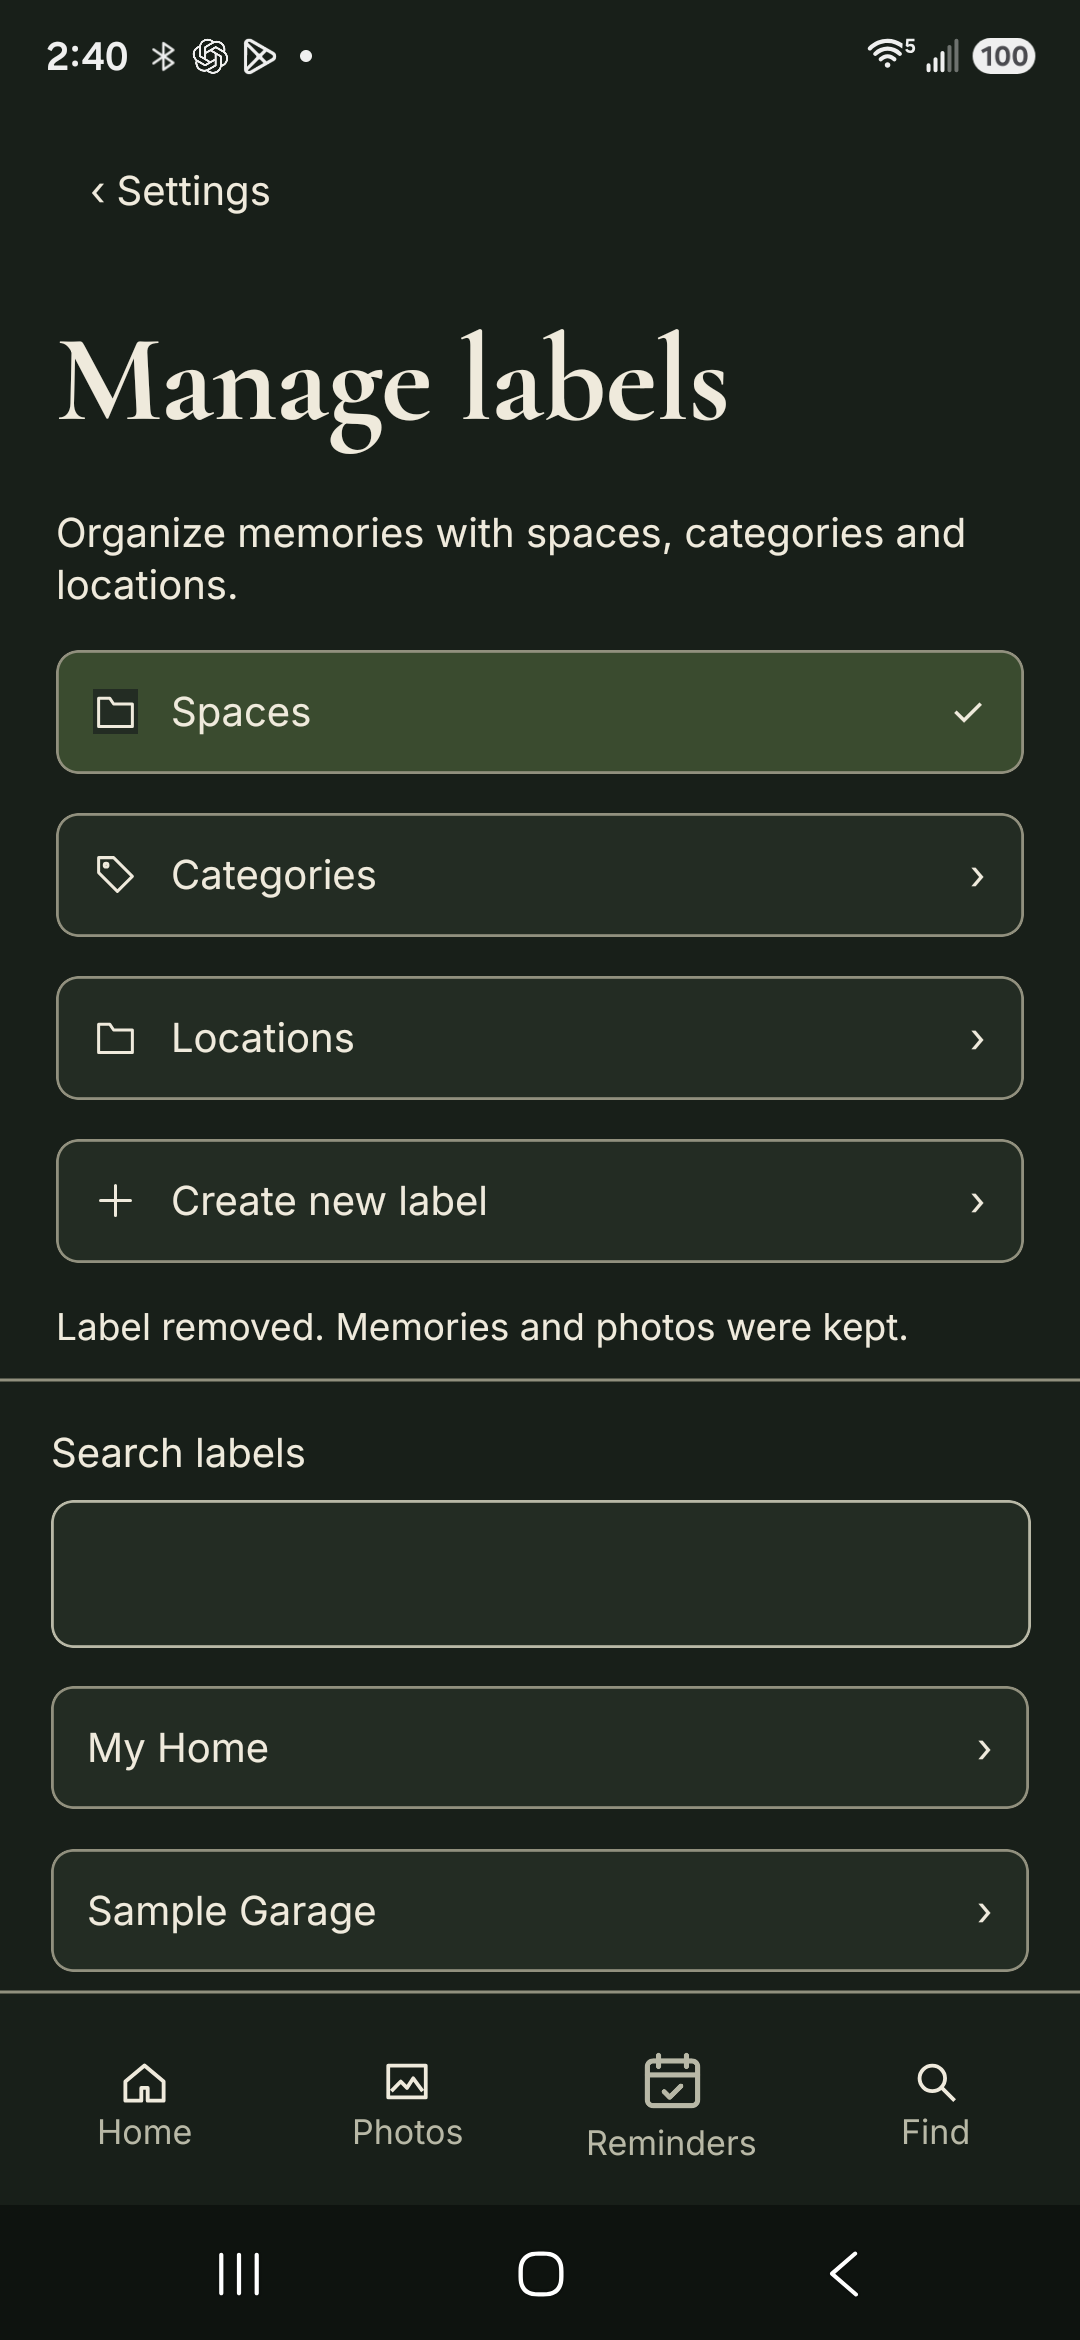 2:40
5
100
‹ Settings
Manage labels
Organize memories with spaces, categories and
locations.
Spaces
Categories
Locations
Create new label
Label removed. Memories and photos were kept.
Search labels
My Home
Sample Garage
Home
Photos
Reminders
Find